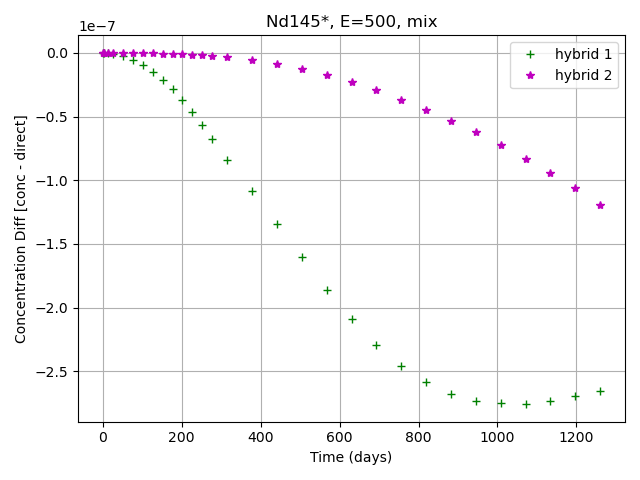 Nd145*, E=500, mix
1e−7
hybrid 1
hybrid 2
0.0
−0.5
−1.0
−1.5
−2.0
−2.5
Concentration Diff [conc - direct]
0 200 400 600 800 1000 1200
Time (days)